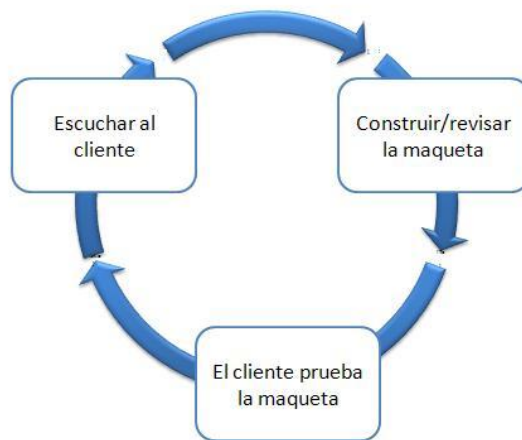 Escuchar al
cliente
Construir/revisar
la maqueta
El cliente prueba
la maqueta